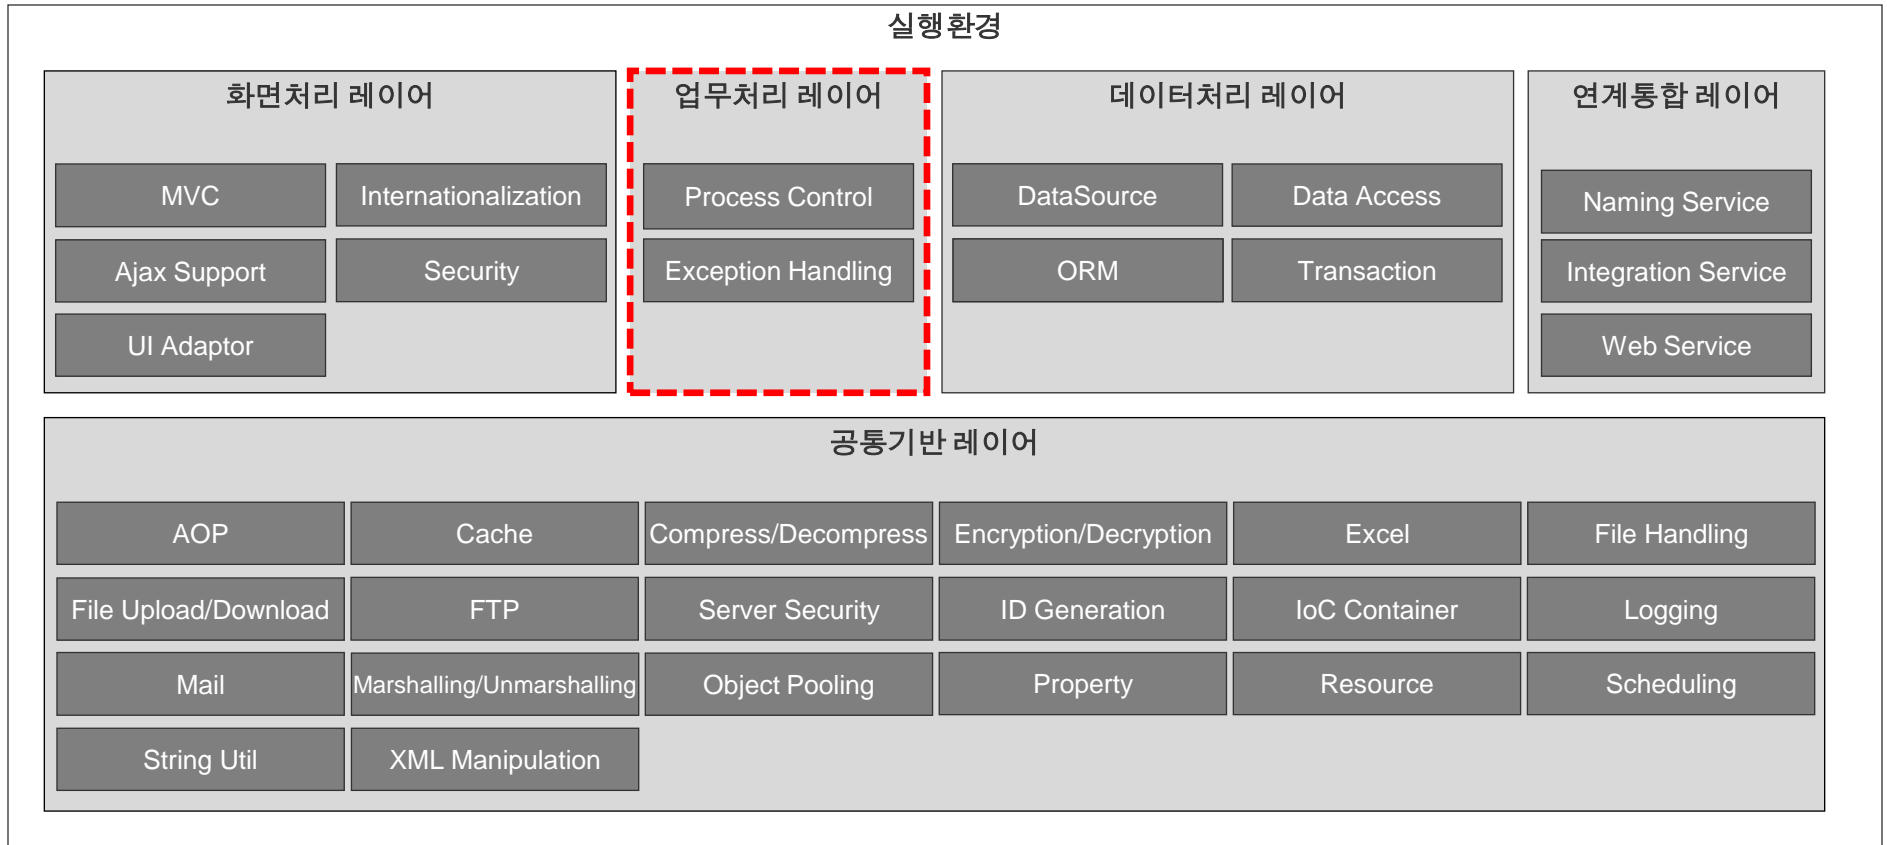 실행환경
화면처리 레이어
MVC
Internationalization
Ajax Support
Security
UI Adaptor
업무처리 레이어
Process Control
Exception Handling
데이터처리 레이어
DataSource
Data Access
ORM
Transaction
연계통합 레이어
Naming Service
Integration Service
Web Service
공통기반 레이어
AOP
Cache
Compress/Decompress
Encryption/Decryption
Excel
File Handling
File Upload/Download
FTP
Server Security
ID Generation
IoC Container
Logging
Mail
Marshalling/Unmarshalling
Object Pooling
Property
Resource
Scheduling
String Util
XML Manipulation